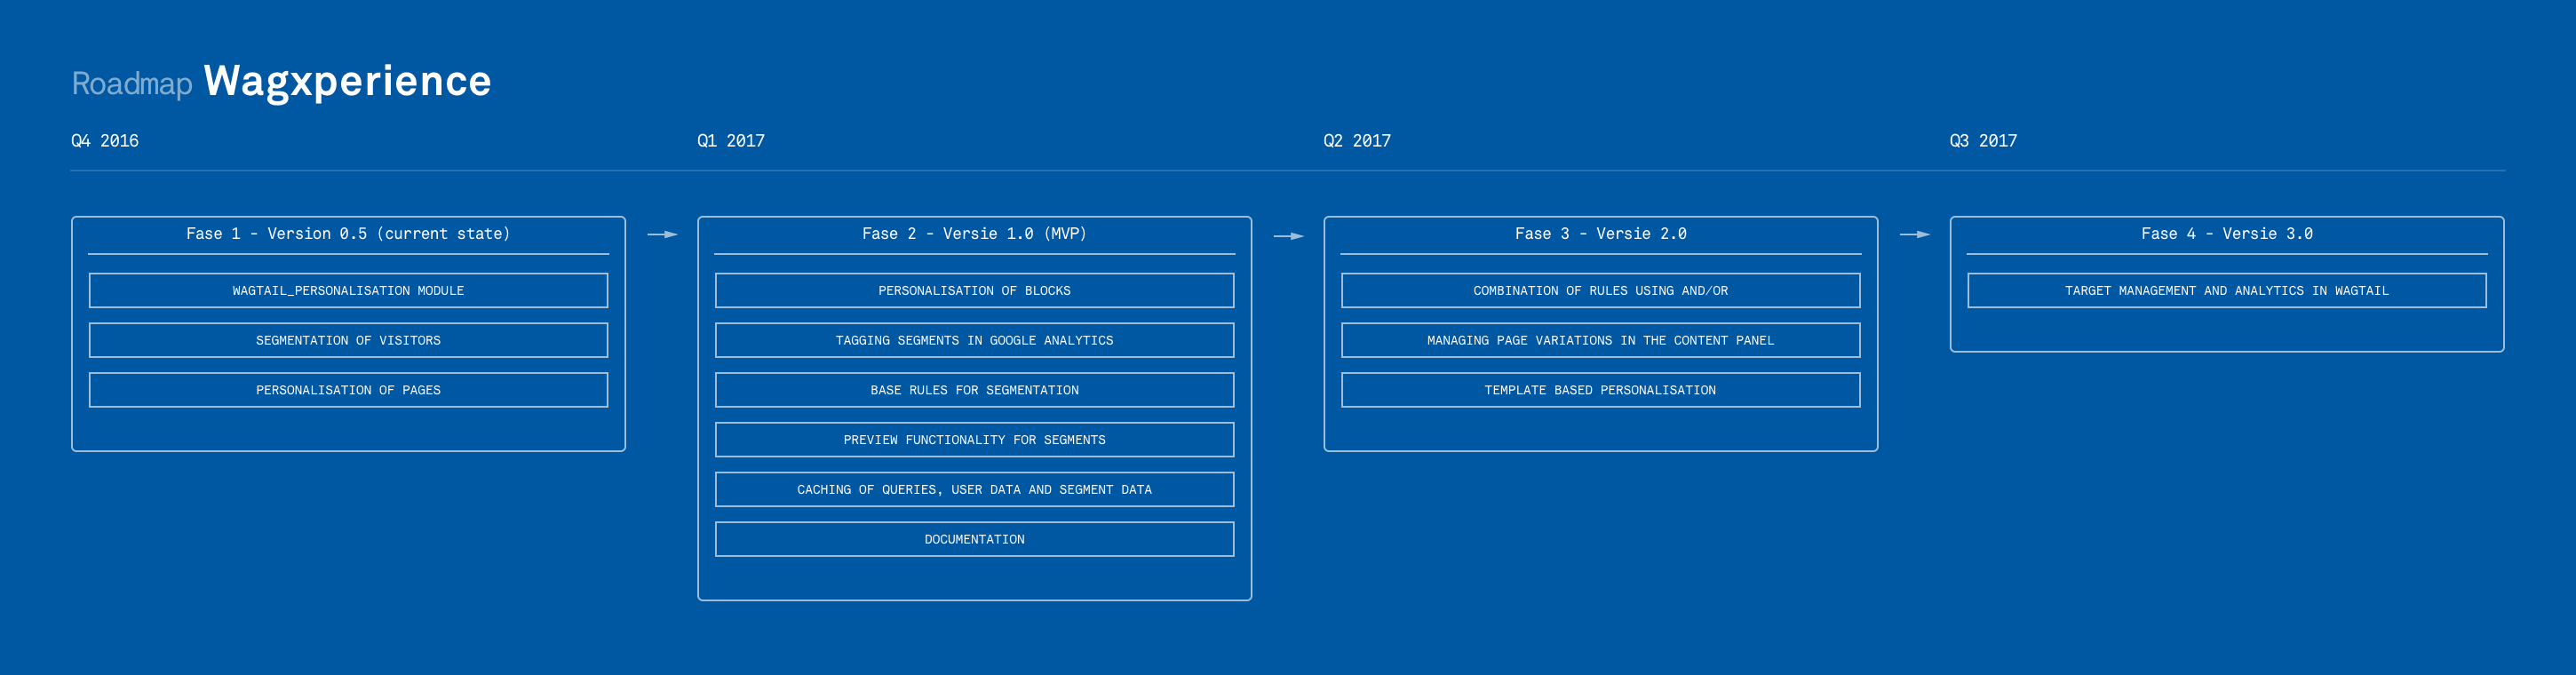 Roadmap Wagxperience
Q4 2016
Q1 2017
Q2 2017
Q3 2017
Fase 1 - Version 0.5 (current state)
WAGTAIL_PERSONALISATION MODULE
SEGMENTATION OF VISITORS
PERSONALISATION OF PAGES
Fase 2 - Versie 1.0 (MVP)
PERSONALISATION OF BLOCKS
TAGGING SEGMENTS IN GOOGLE ANALYTICS
BASE RULES FOR SEGMENTATION
PREVIEW FUNCTIONALITY FOR SEGMENTS
CACHING OF QUERIES, USER DATA AND SEGMENT DATA
DOCUMENTATION
Fase 3 - Versie 2.0
COMBINATION OF RULES USING AND/OR
MANAGING PAGE VARIATIONS IN THE CONTENT PANEL
TEMPLATE BASED PERSONALISATION
Fase 4 - Versie 3.0
TARGET MANAGEMENT AND ANALYTICS IN WAGTAIL